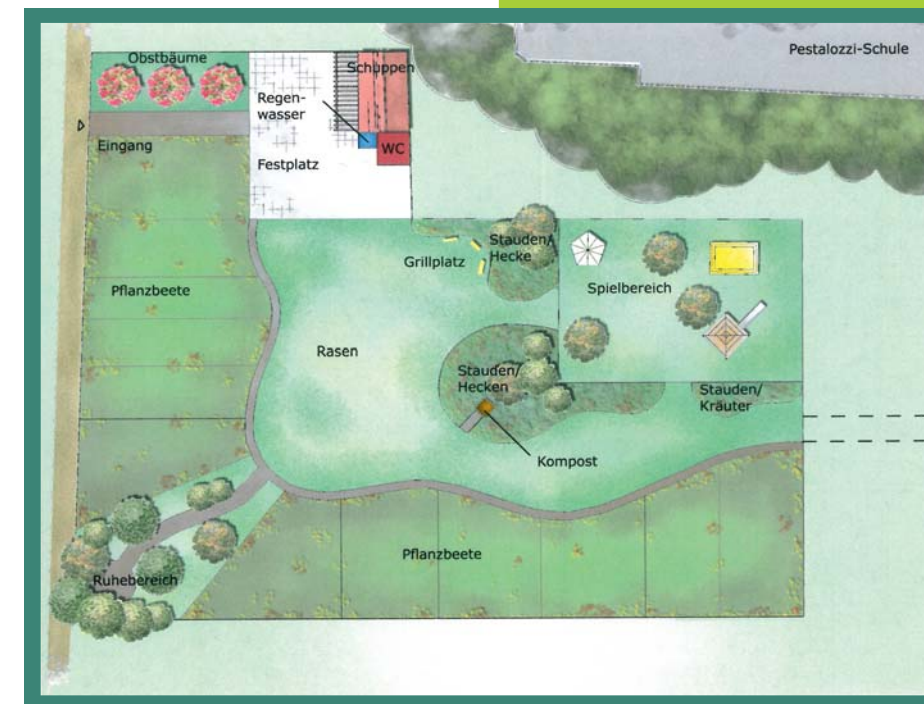 Pestalozzi-Schule
Obstbäume
Schuppen
Regen-
wasser
Eingang
WC
Festplatz
Stauden/
Hecke
Grillplatz
Spielbereich
Pflanzbeete
Rasen
Stauden/
Hecken
Stauden/
Kräuter
Kompost
Pflanzbeete
Ruhebereich